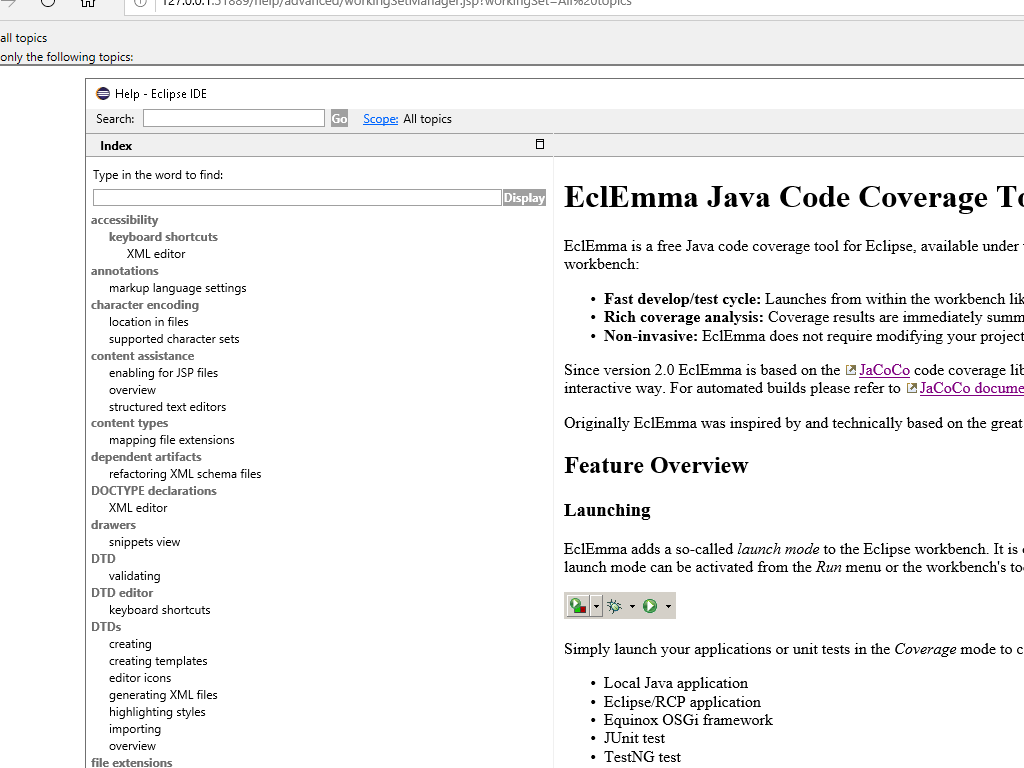 127.0.0.1:51889/help/advanced/workingSetManager.jsp?workingSet=All%20topics
all topics
only the following topics:
Help - Eclipse IDE
Search:
Go
Scope: All topics
Index
Type in the word to find:
Display
accessibility
keyboard shortcuts
XML editor
annotations
markup language settings
character encoding
location in files
supported character sets
content assistance
enabling for JSP files
overview
structured text editors
content types
mapping file extensions
dependent artifacts
refactoring XML schema files
DOCTYPE declarations
XML editor
drawers
snippets view
DTD
validating
DTD editor
keyboard shortcuts
DTDs
creating
creating templates
editor icons
generating XML files
highlighting styles
importing
overview
file extensions
EclEmma Java Code Coverage To
EclEmma is a free Java code coverage tool for Eclipse, available under
workbench:
• Fast develop/test cycle: Launches from within the workbench lik
• Rich coverage analysis: Coverage results are immediately summ
• Non-invasive: EclEmma does not require modifying your project
Since version 2.0 EclEmma is based on the JaCoCo code coverage lib
interactive way. For automated builds please refer to JaCoCo docume
Originally EclEmma was inspired by and technically based on the great
Feature Overview
Launching
EclEmma adds a so-called launch mode to the Eclipse workbench. It is
launch mode can be activated from the Run menu or the workbench's to
Simply launch your applications or unit tests in the Coverage mode to c
• Local Java application
• Eclipse/RCP application
• Equinox OSGi framework
• JUnit test
• TestNG test